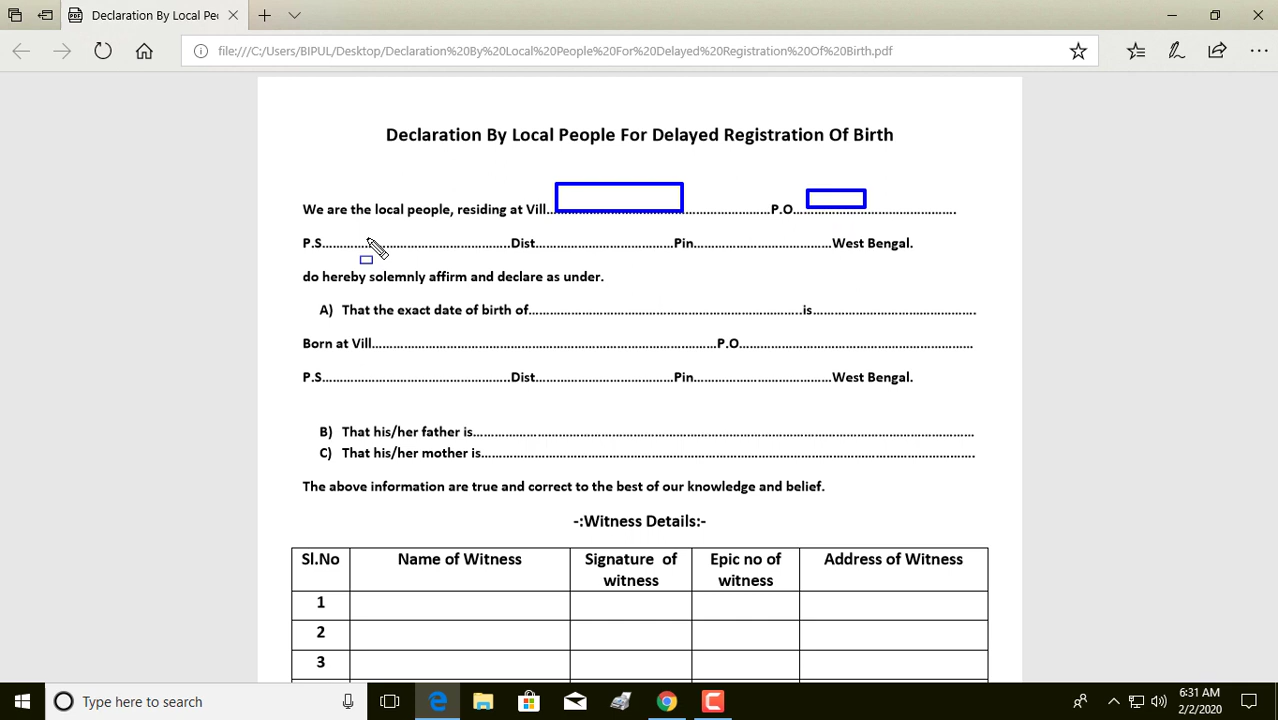 Declaration By Local Pe
file:///C:/Users/BIPUL/Desktop/Declaration%20By%20Local%20People%20For%20Delayed%20Registration%20Of%20Birth.pdf
Declaration By Local People For Delayed Registration Of Birth
We are the local people, residing at Vill..............................................................P.O..............................................
P.S....................................................Dist.......................................Pin.......................................West Bengal.
do hereby solemnly affirm and declare as under.
A) That the exact date of birth of............................................................................is..............................................
Born at Vill................................................................................................P.O.................................................................
P.S....................................................Dist.......................................Pin.......................................West Bengal.
B) That his/her father is............................................................................................................................................
C) That his/her mother is..........................................................................................................................................
The above information are true and correct to the best of our knowledge and belief.
-:Witness Details:-
Sl.No Name of Witness Signature of witness Epic no of witness Address of Witness
1
2
3
Type here to search
6:31 AM
2/2/2020